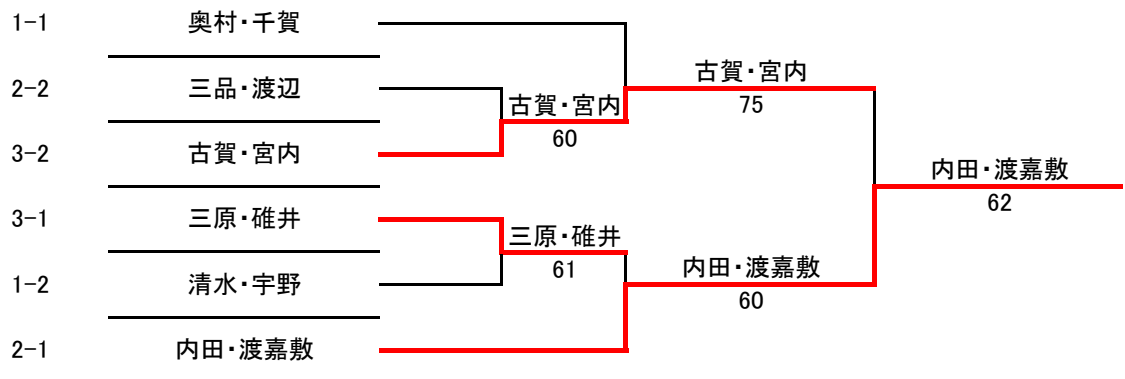 1-1 奥村・千賀
古賀・宮内
2-2 三品・渡辺
75
古賀・宮内
60
3-2 古賀・宮内
内田・渡嘉敷
62
3-1 三原・碓井
三原・碓井
61
内田・渡嘉敷
1-2 清水・宇野
60
2-1 内田・渡嘉敷